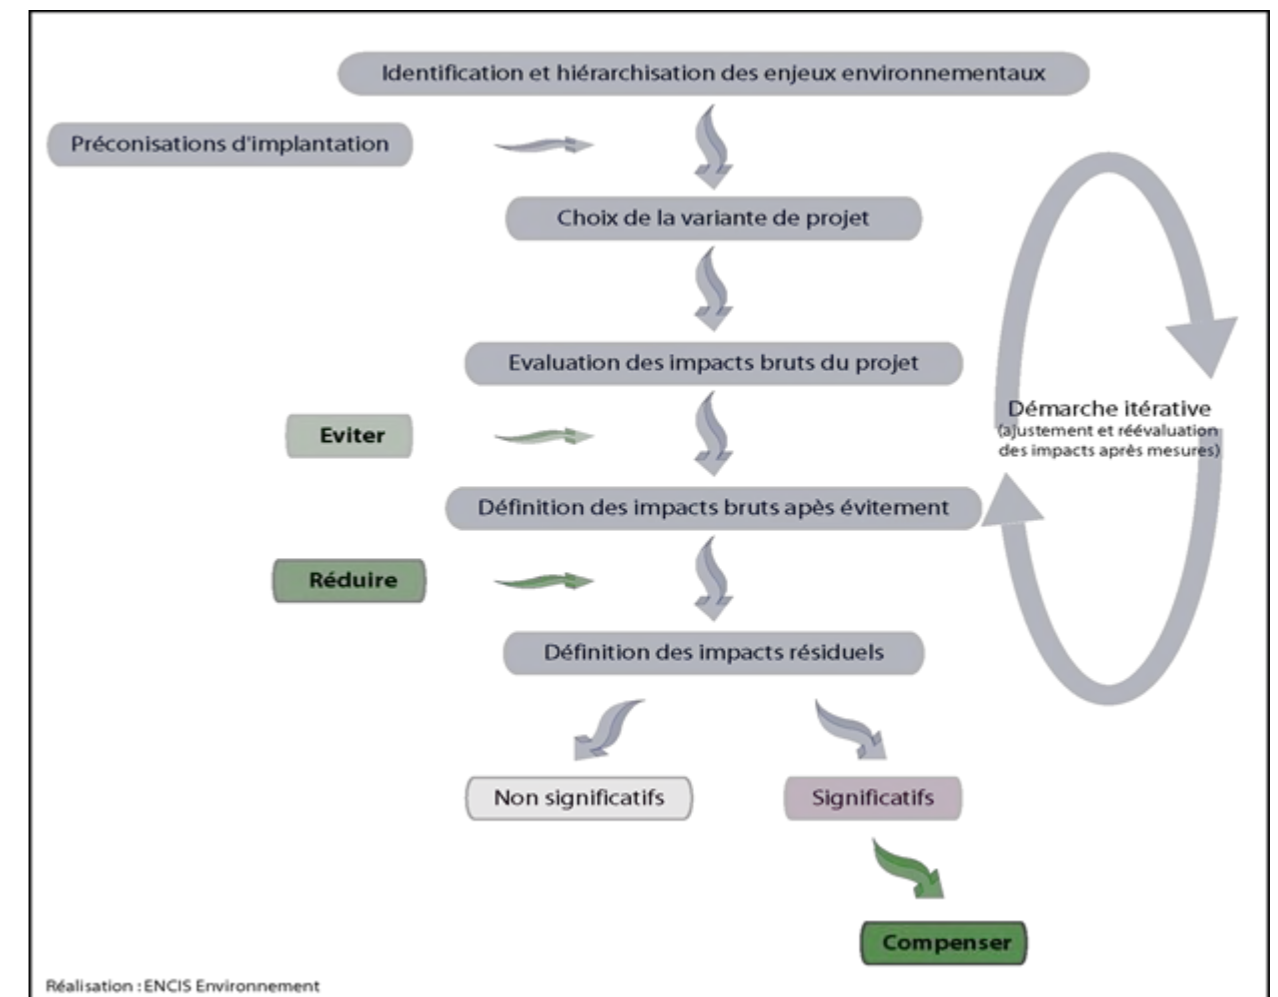 Identification et hiérarchisation des enjeux environnementaux
Préconisations d'implantation
Choix de la variante de projet
Evaluation des impacts bruts du projet
Démarche itérative
(ajustement et réévaluation
des impacts après mesures)
Eviter
Définition des impacts bruts apès évitement
Réduire
Définition des impacts résiduels
Non significatifs
Significatifs
Compenser
Réalisation : ENCIS Environnement